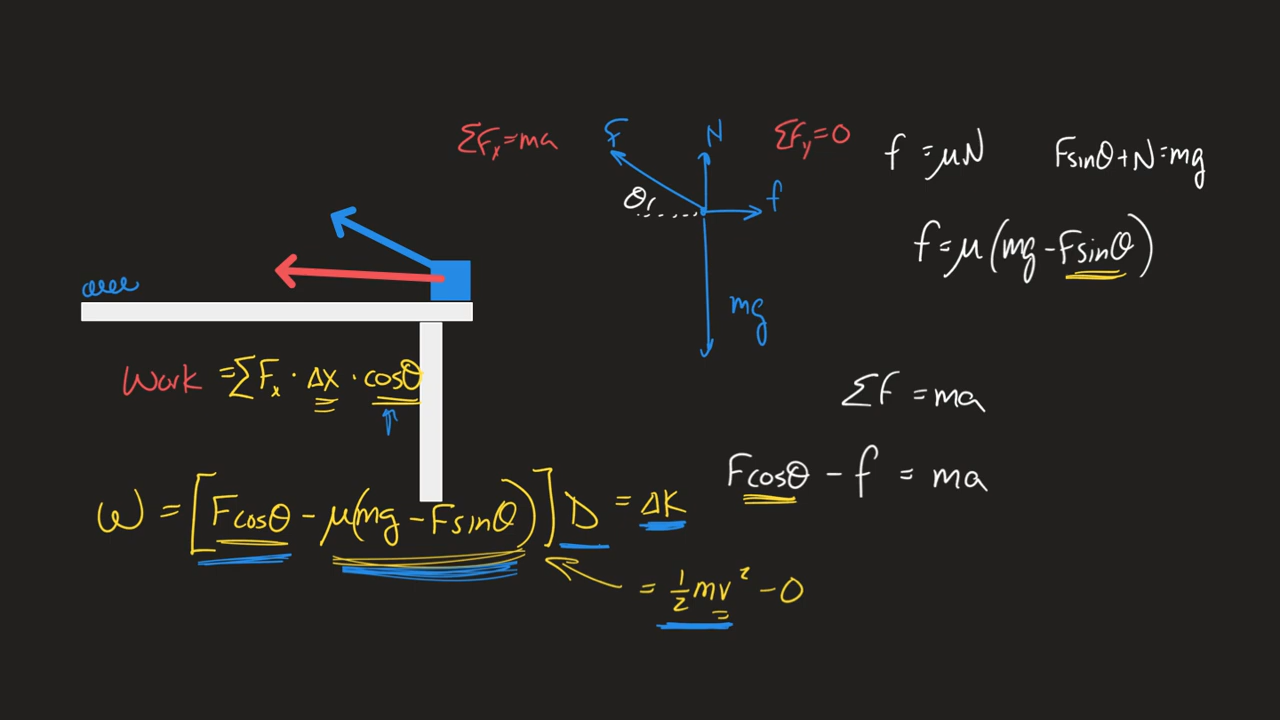 ΣFₓ=ma
F
N
ΣF_y=0
f=μN
Fsinθ+N=mg
θ
f
f=μ(mg-Fsinθ)
mg
Work =ΣFₓ·Δx·cosθ
ΣF=ma
Fcosθ-f=ma
W=[Fcosθ-μ(mg-Fsinθ)]D=ΔK
=½mv²-0